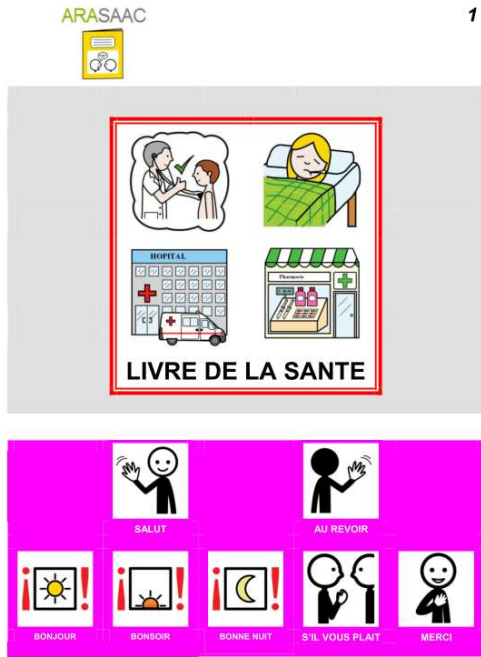 ARASAAC
1
HOPITAL
Pharmacie
LIVRE DE LA SANTE
SALUT
AU REVOIR
BONJOUR
BONSOIR
BONNE NUIT
S'IL VOUS PLAIT
MERCI